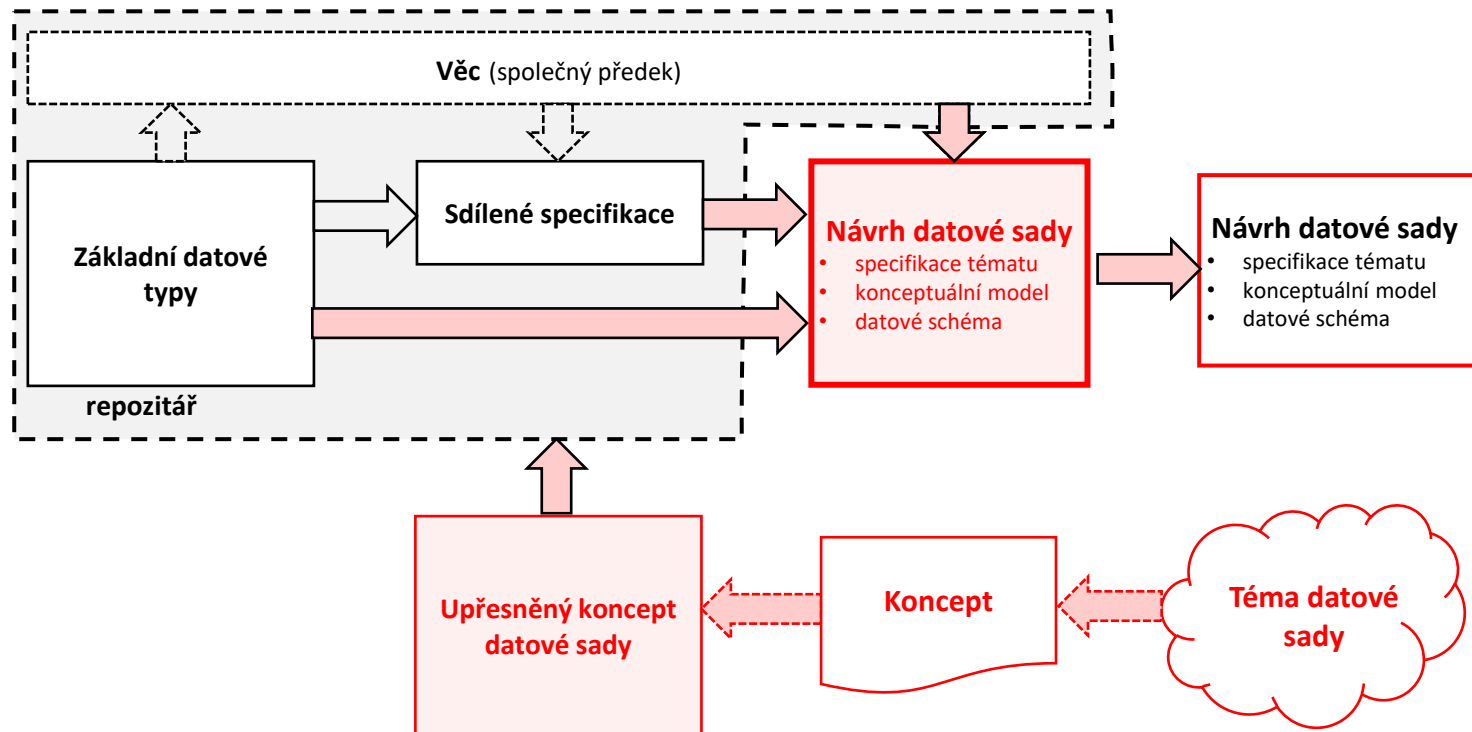 Věc (společný předek)
Základní datové
typy
Sdílené specifikace
Návrh datové sady
• specifikace tématu
• konceptuální model
• datové schéma
Návrh datové sady
• specifikace tématu
• konceptuální model
• datové schéma
repozitář
Upřesněný koncept
datové sady
Koncept
Téma datové
sady